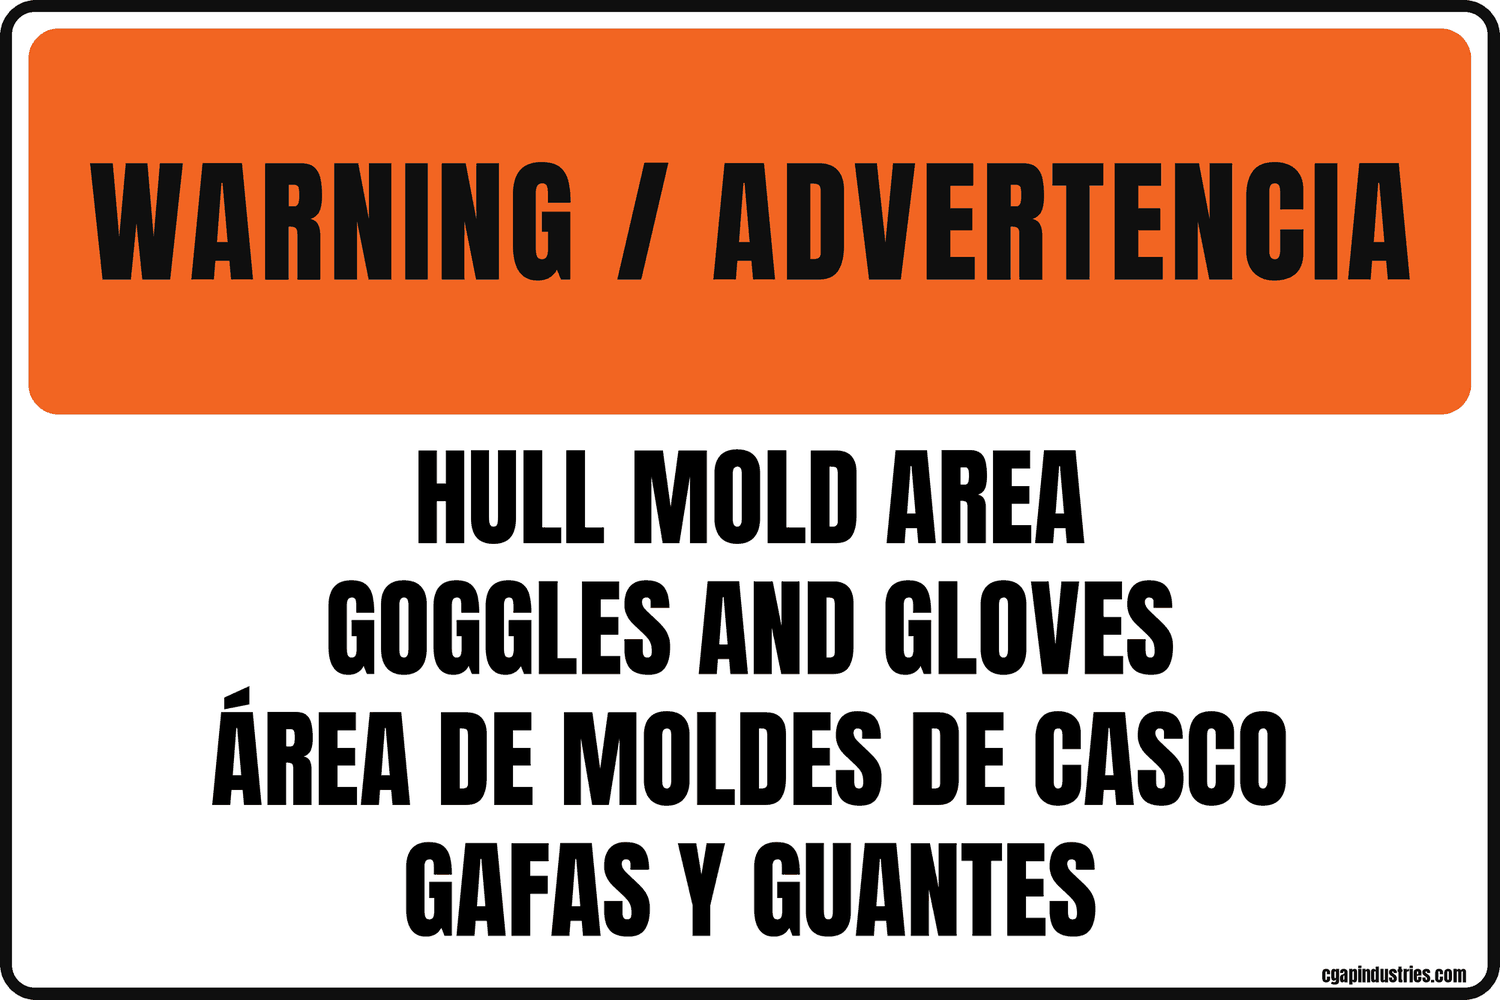 WARNING / ADVERTENCIA
HULL MOLD AREA
GOGGLES AND GLOVES
ÁREA DE MOLDES DE CASCO
GAFAS Y GUANTES
cgapindustries.com